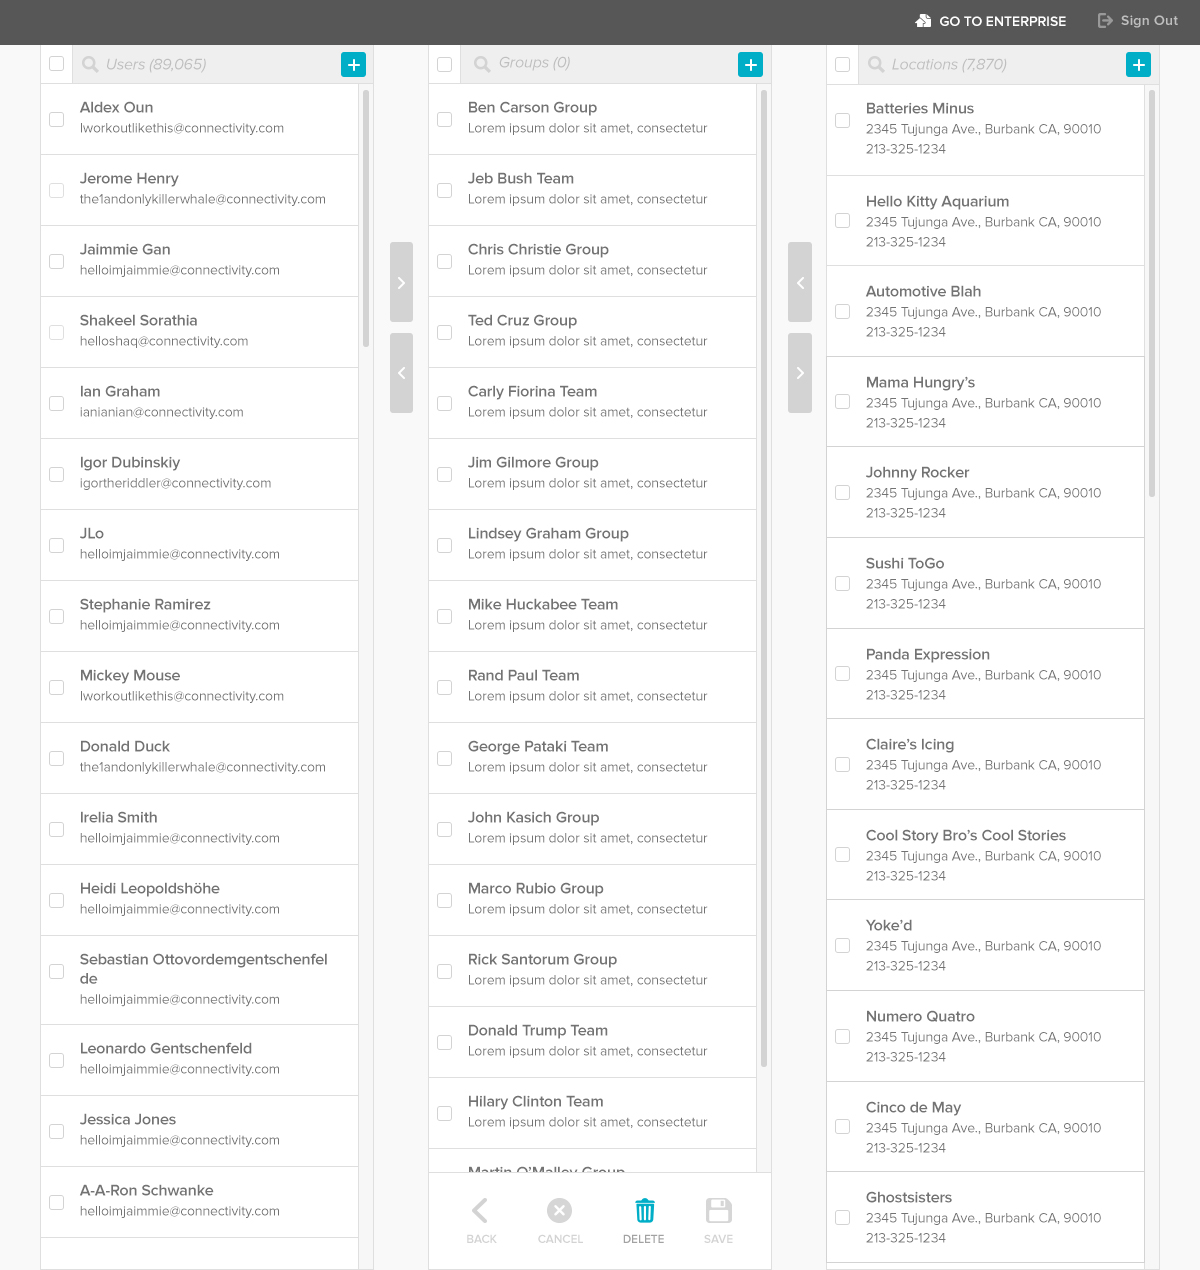 GO TO ENTERPRISE
Sign Out
Users (89,065)
Aldex Oun
lworkoutlikethis@connectivity.com
Jerome Henry
the1andonlykillerwhale@connectivity.com
Jaimmie Gan
helloimjaimmie@connectivity.com
Shakeel Sorathia
helloshaq@connectivity.com
Ian Graham
ianianian@connectivity.com
Igor Dubinskiy
igortheriddler@connectivity.com
JLo
helloimjaimmie@connectivity.com
Stephanie Ramirez
helloimjaimmie@connectivity.com
Mickey Mouse
lworkoutlikethis@connectivity.com
Donald Duck
the1andonlykillerwhale@connectivity.com
Irelia Smith
helloimjaimmie@connectivity.com
Heidi Leopoldshöhe
helloimjaimmie@connectivity.com
Sebastian Ottovordemgentschenfel
de
helloimjaimmie@connectivity.com
Leonardo Gentschenfeld
helloimjaimmie@connectivity.com
Jessica Jones
helloimjaimmie@connectivity.com
A-A-Ron Schwanke
helloimjaimmie@connectivity.com
Groups (0)
Ben Carson Group
Lorem ipsum dolor sit amet, consectetur
Jeb Bush Team
Lorem ipsum dolor sit amet, consectetur
Chris Christie Group
Lorem ipsum dolor sit amet, consectetur
Ted Cruz Group
Lorem ipsum dolor sit amet, consectetur
Carly Fiorina Team
Lorem ipsum dolor sit amet, consectetur
Jim Gilmore Group
Lorem ipsum dolor sit amet, consectetur
Lindsey Graham Group
Lorem ipsum dolor sit amet, consectetur
Mike Huckabee Team
Lorem ipsum dolor sit amet, consectetur
Rand Paul Team
Lorem ipsum dolor sit amet, consectetur
George Pataki Team
Lorem ipsum dolor sit amet, consectetur
John Kasich Group
Lorem ipsum dolor sit amet, consectetur
Marco Rubio Group
Lorem ipsum dolor sit amet, consectetur
Rick Santorum Group
Lorem ipsum dolor sit amet, consectetur
Donald Trump Team
Lorem ipsum dolor sit amet, consectetur
Hilary Clinton Team
Lorem ipsum dolor sit amet, consectetur
Martin O'Malley Group
BACK
CANCEL
DELETE
SAVE
Locations (7,870)
Batteries Minus
2345 Tujunga Ave., Burbank CA, 90010
213-325-1234
Hello Kitty Aquarium
2345 Tujunga Ave., Burbank CA, 90010
213-325-1234
Automotive Blah
2345 Tujunga Ave., Burbank CA, 90010
213-325-1234
Mama Hungry's
2345 Tujunga Ave., Burbank CA, 90010
213-325-1234
Johnny Rocker
2345 Tujunga Ave., Burbank CA, 90010
213-325-1234
Sushi ToGo
2345 Tujunga Ave., Burbank CA, 90010
213-325-1234
Panda Expression
2345 Tujunga Ave., Burbank CA, 90010
213-325-1234
Claire's Icing
2345 Tujunga Ave., Burbank CA, 90010
213-325-1234
Cool Story Bro's Cool Stories
2345 Tujunga Ave., Burbank CA, 90010
213-325-1234
Yoke'd
2345 Tujunga Ave., Burbank CA, 90010
213-325-1234
Numero Quatro
2345 Tujunga Ave., Burbank CA, 90010
213-325-1234
Cinco de May
2345 Tujunga Ave., Burbank CA, 90010
213-325-1234
Ghostsisters
2345 Tujunga Ave., Burbank CA, 90010
213-325-1234